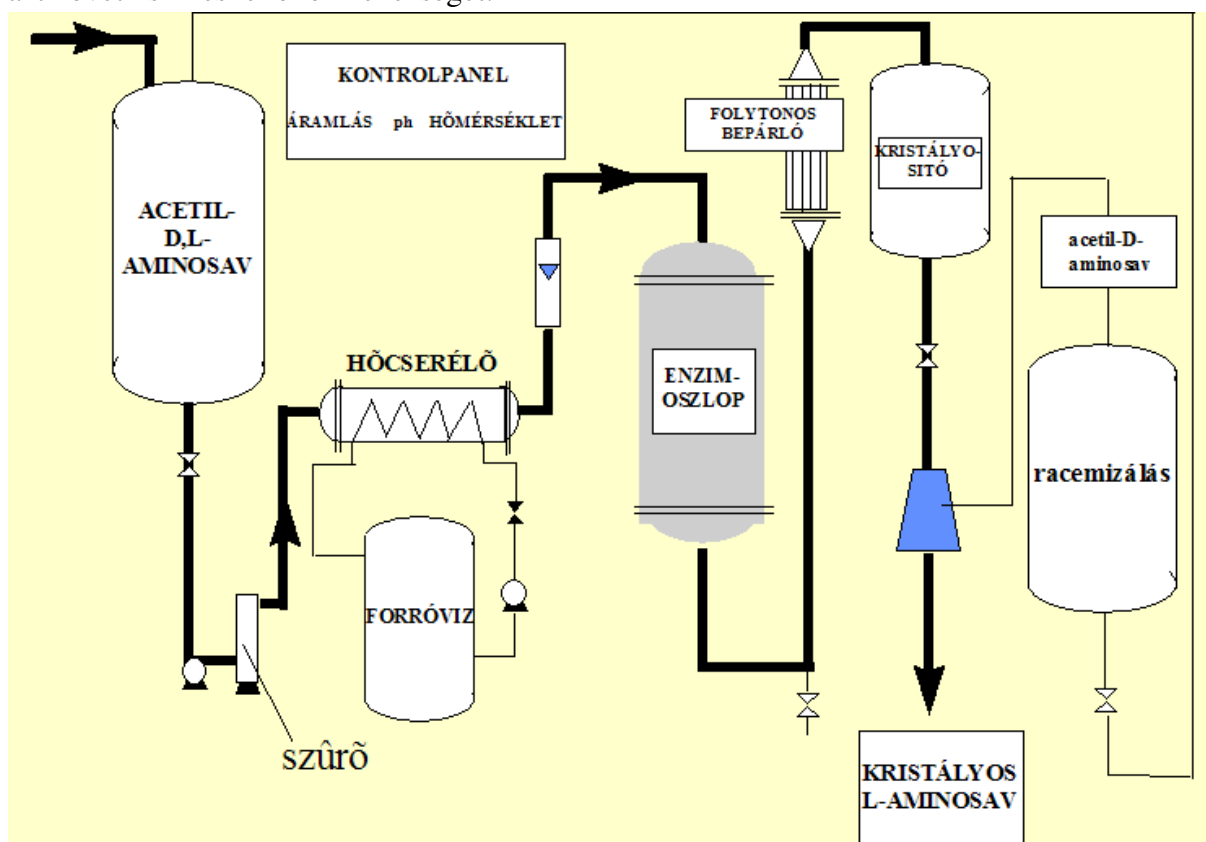 KONTROLPANEL
ÁRAMLÁS ph HÕMÉRSÉKLET
ACETIL-
D,L-
AMINOSAV
FOLYTONOS
BEPÁRLÓ
KRISTÁLYO-
SITÓ
acetil-D-
aminosav
HÕCSERÉLÕ
ENZIM-
OSZLOP
racemizálás
FORRÓVIZ
szûrõ
KRISTÁLYOS
L-AMINOSAV